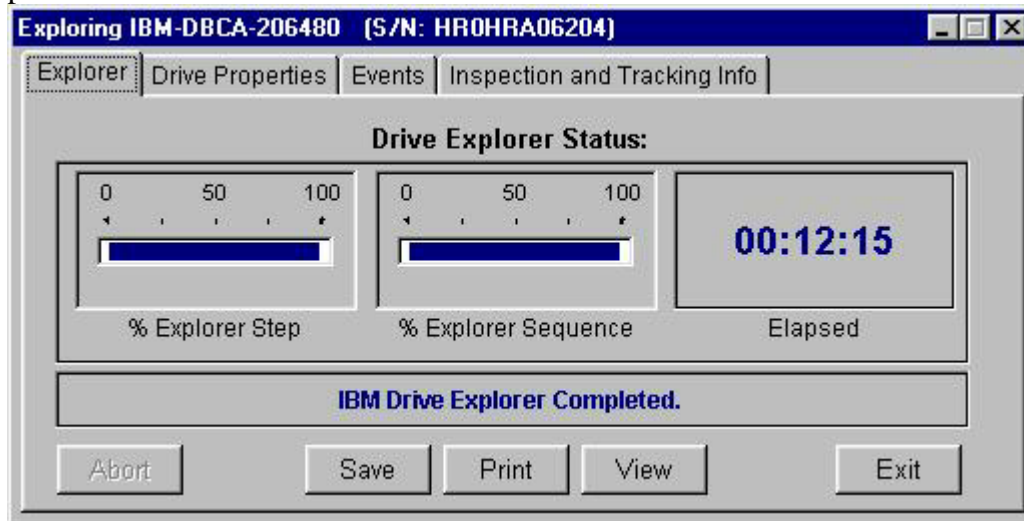 Exploring IBM-DBCA-206480 (S/N: HR0HRA06204)
Explorer Drive Properties Events Inspection and Tracking Info
Drive Explorer Status:
0 50 100 0 50 100
00:12:15
% Explorer Step % Explorer Sequence Elapsed
IBM Drive Explorer Completed.
Abort Save Print View Exit